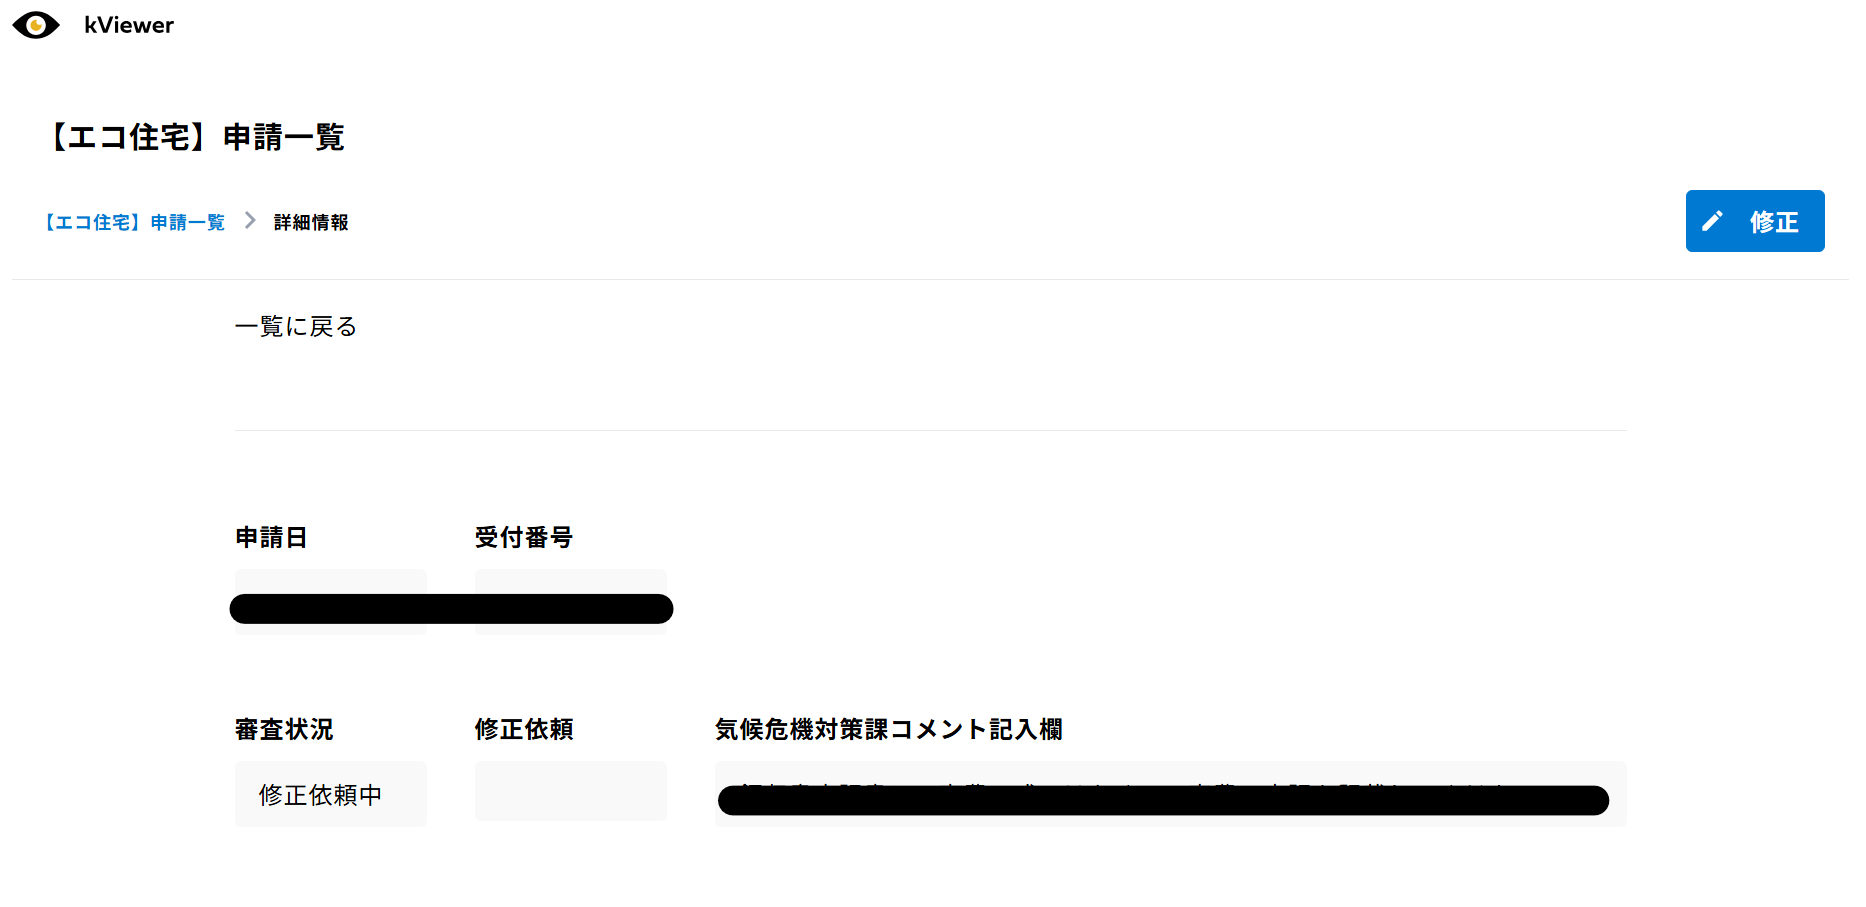 kViewer
【エコ住宅】申請一覧
【エコ住宅】申請一覧 > 詳細情報
修正
一覧に戻る
申請日 受付番号
審査状況 修正依頼 気候危機対策課コメント記入欄
修正依頼中